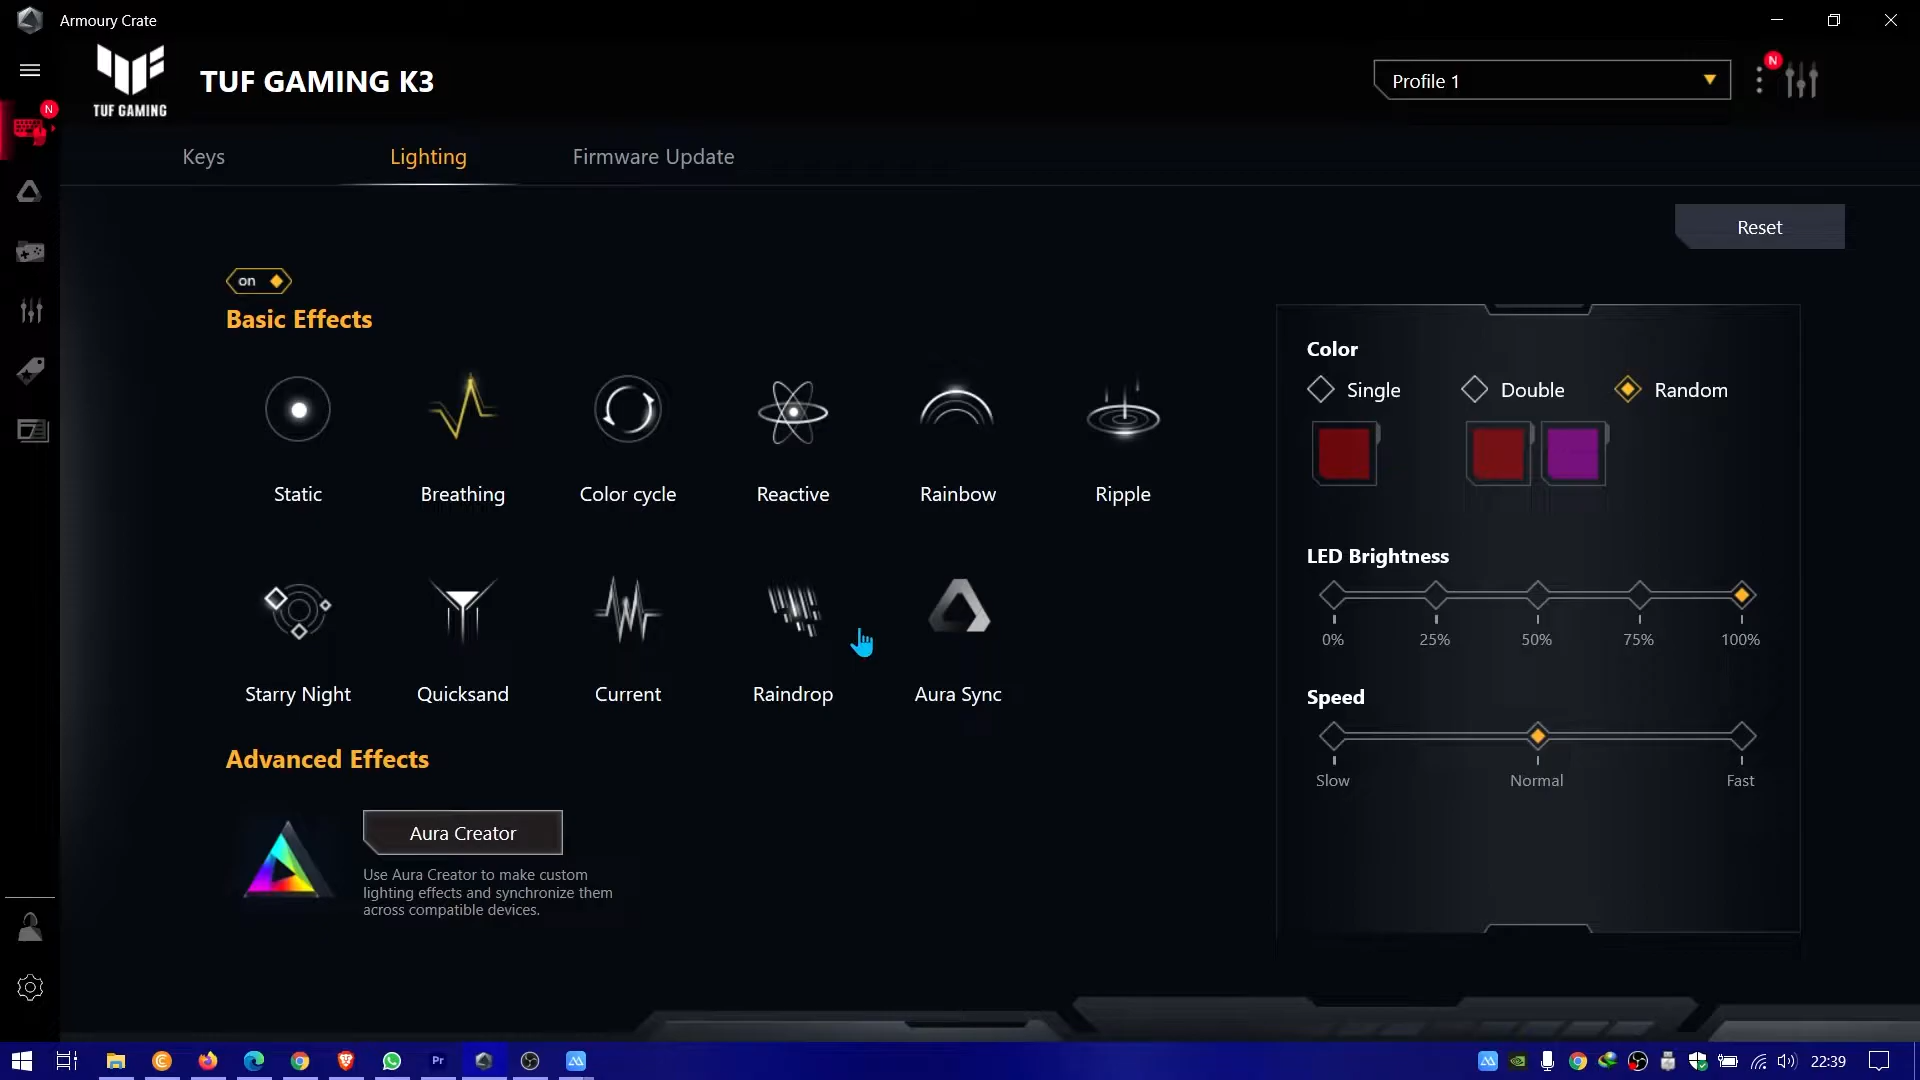 Armoury Crate
TUF GAMING
TUF GAMING K3
Profile 1
N
N
Keys
Lighting
Firmware Update
Reset
on
Basic Effects
Static
Breathing
Color cycle
Reactive
Rainbow
Ripple
Starry Night
Quicksand
Current
Raindrop
Aura Sync
Advanced Effects
Aura Creator
Use Aura Creator to make custom
lighting effects and synchronize them
across compatible devices.
Color
Single
Double
Random
LED Brightness
0%
25%
50%
75%
100%
Speed
Slow
Normal
Fast
Pr
22:39